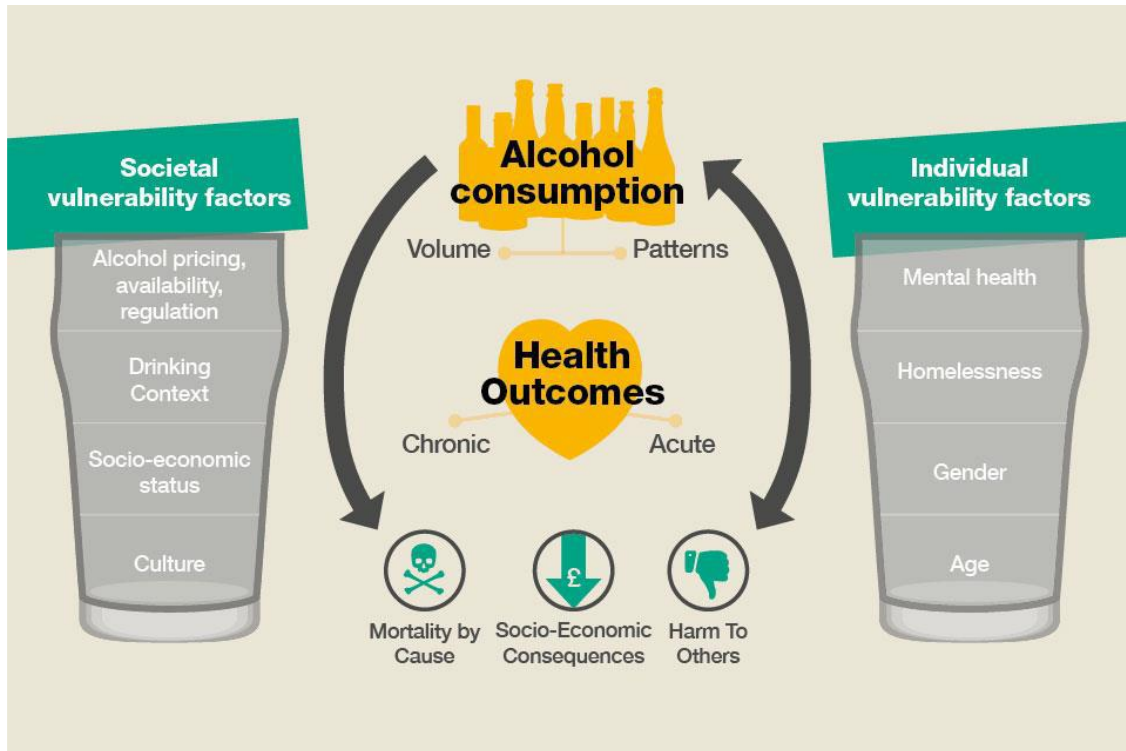 Societal
vulnerability factors
Alcohol pricing,
availability,
regulation
Drinking
Context
Socio-economic
status
Culture
Alcohol
consumption
Volume
Patterns
Health
Outcomes
Chronic
Acute
£
Mortality by
Cause
Socio-Economic
Consequences
Harm To
Others
Individual
vulnerability factors
Mental health
Homelessness
Gender
Age